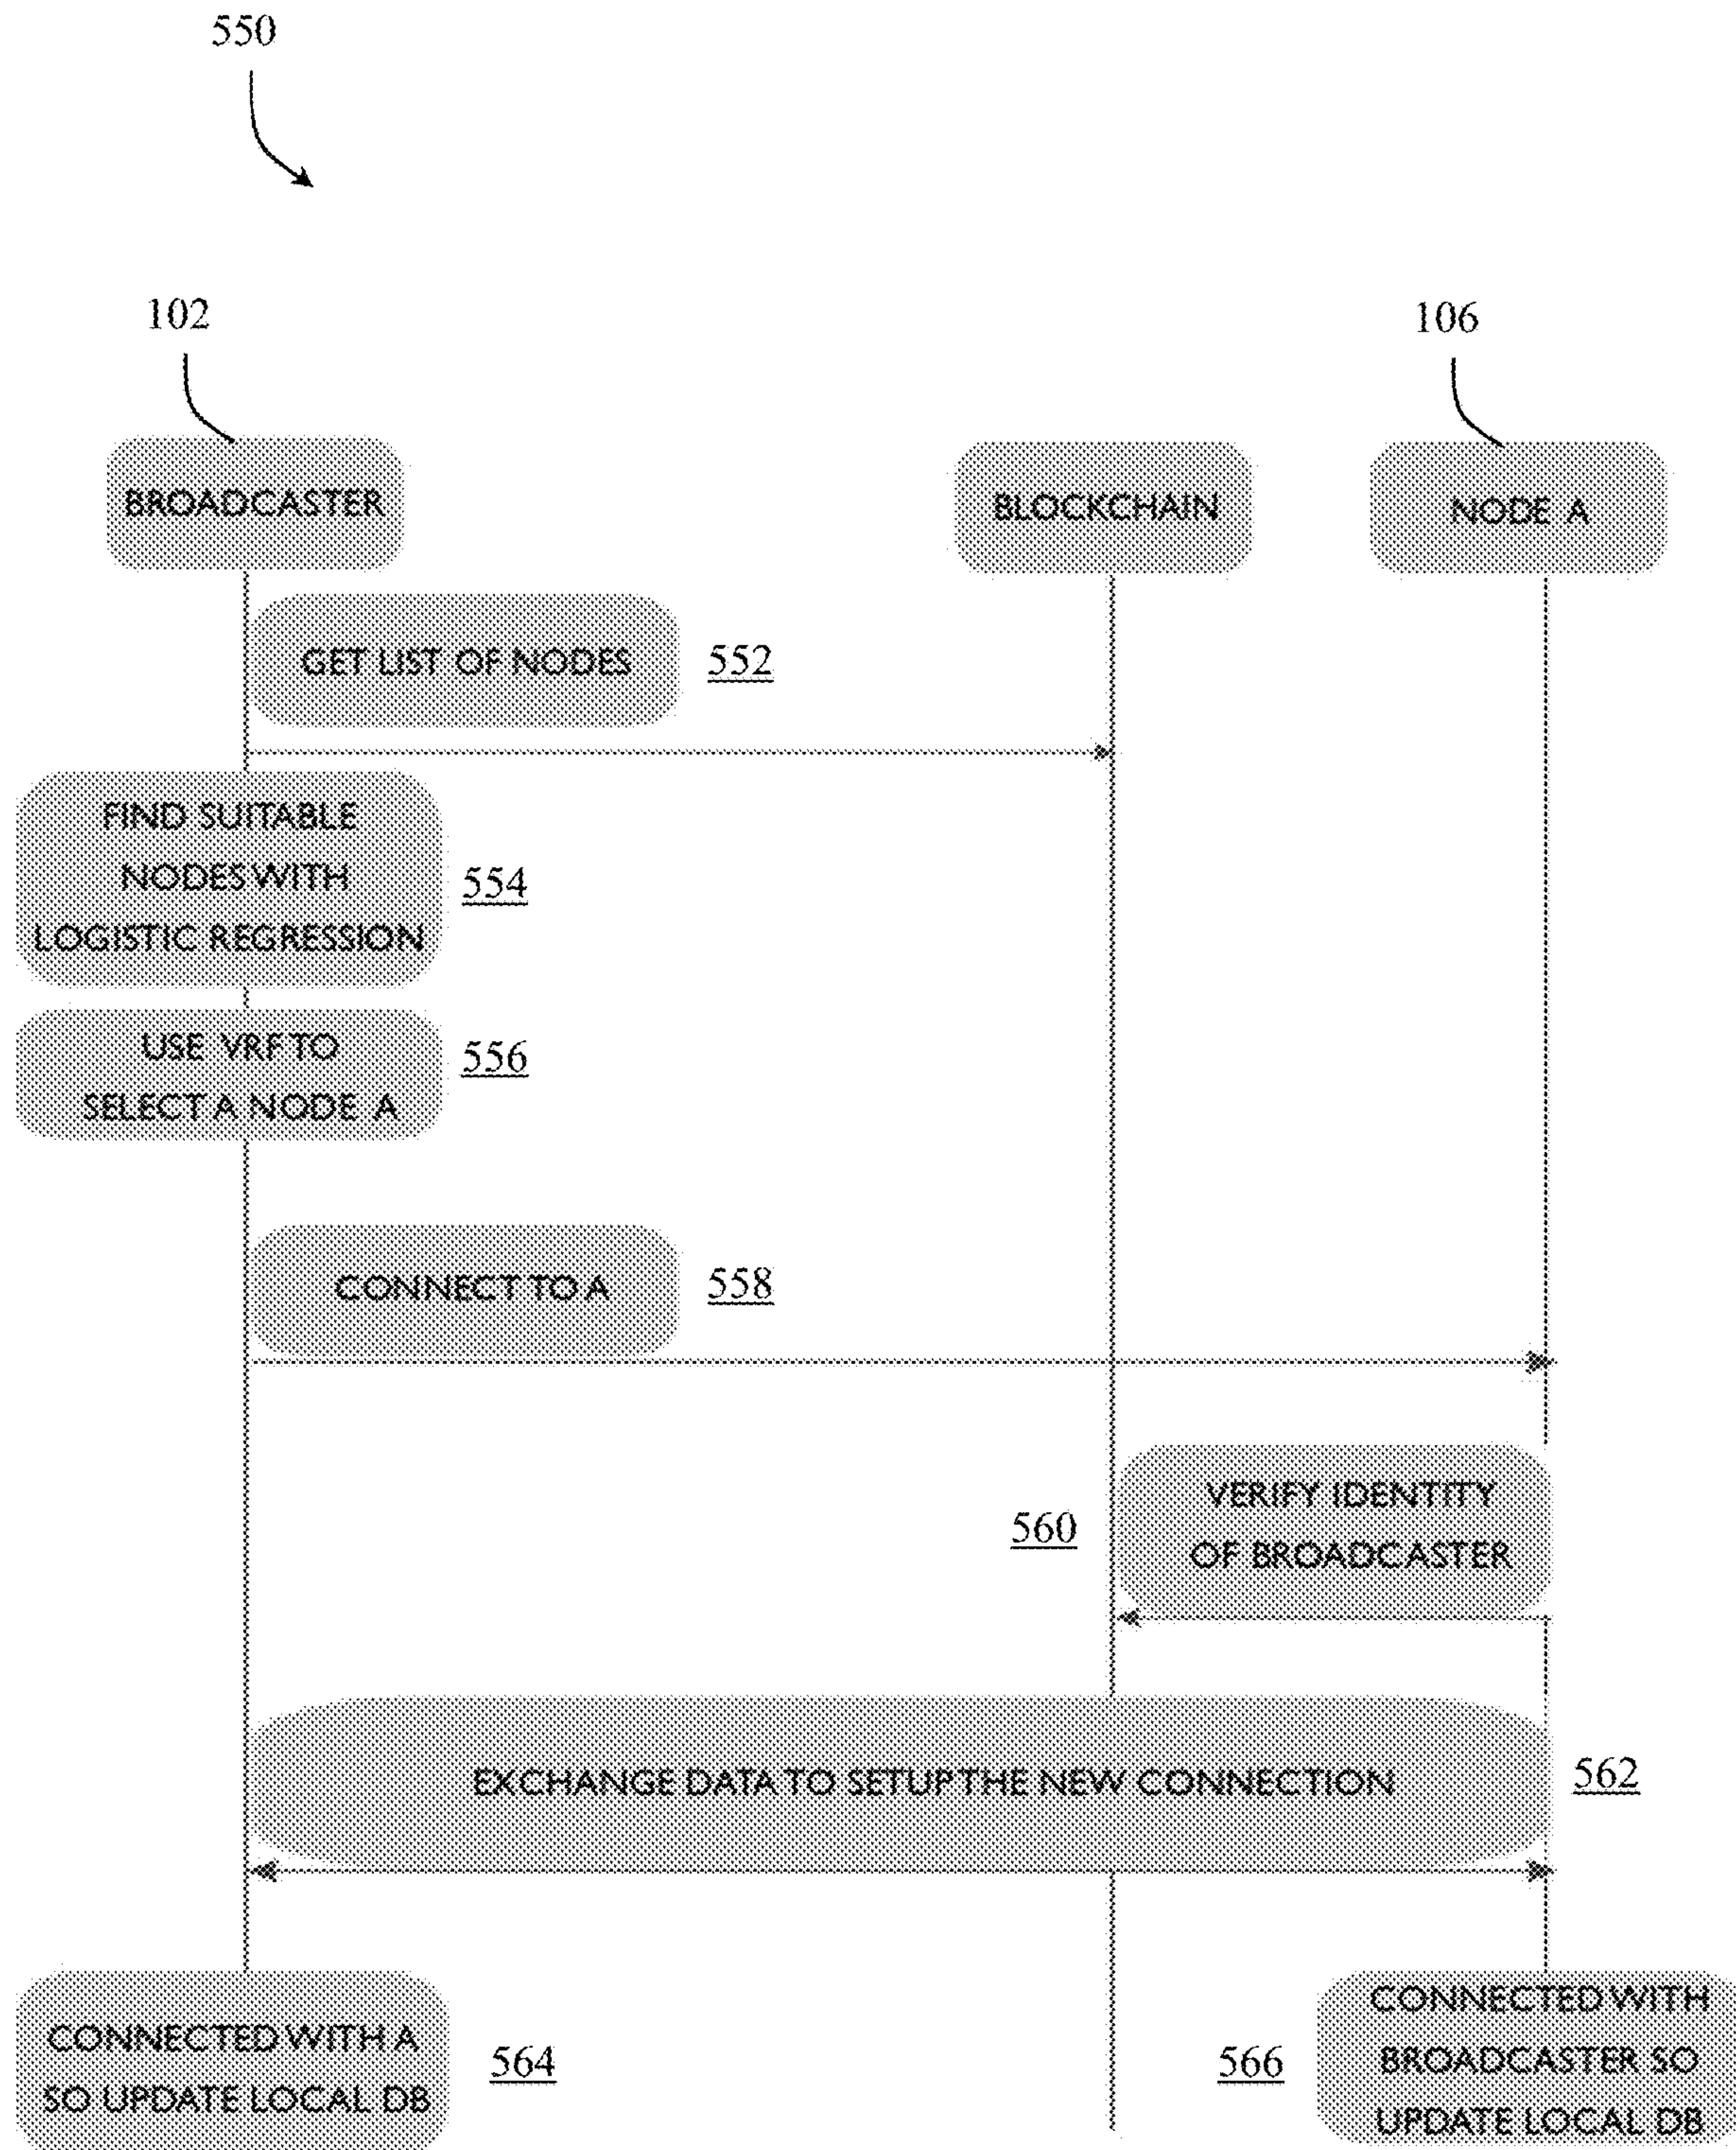 550
102
106
BROADCASTER
BLOCKCHAIN
NODE A
GET LIST OF NODES
552
FIND SUITABLE
NODES WITH
LOGISTIC REGRESSION
554
USE VRF TO
SELECT A NODE A
556
CONNECT TO A
558
VERIFY IDENTITY
OF BROADCASTER
560
EXCHANGE DATA TO SETUP THE NEW CONNECTION
562
CONNECTED WITH A
SO UPDATE LOCAL DB
564
566
CONNECTED WITH
BROADCASTER SO
UPDATE LOCAL DB